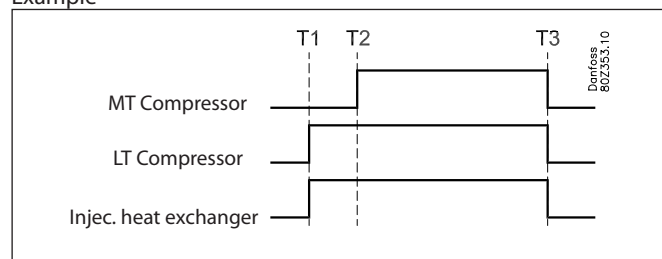 Example
T1 T2 T3
Danfoss
80Z353.10
MT Compressor
LT Compressor
Injec. heat exchanger